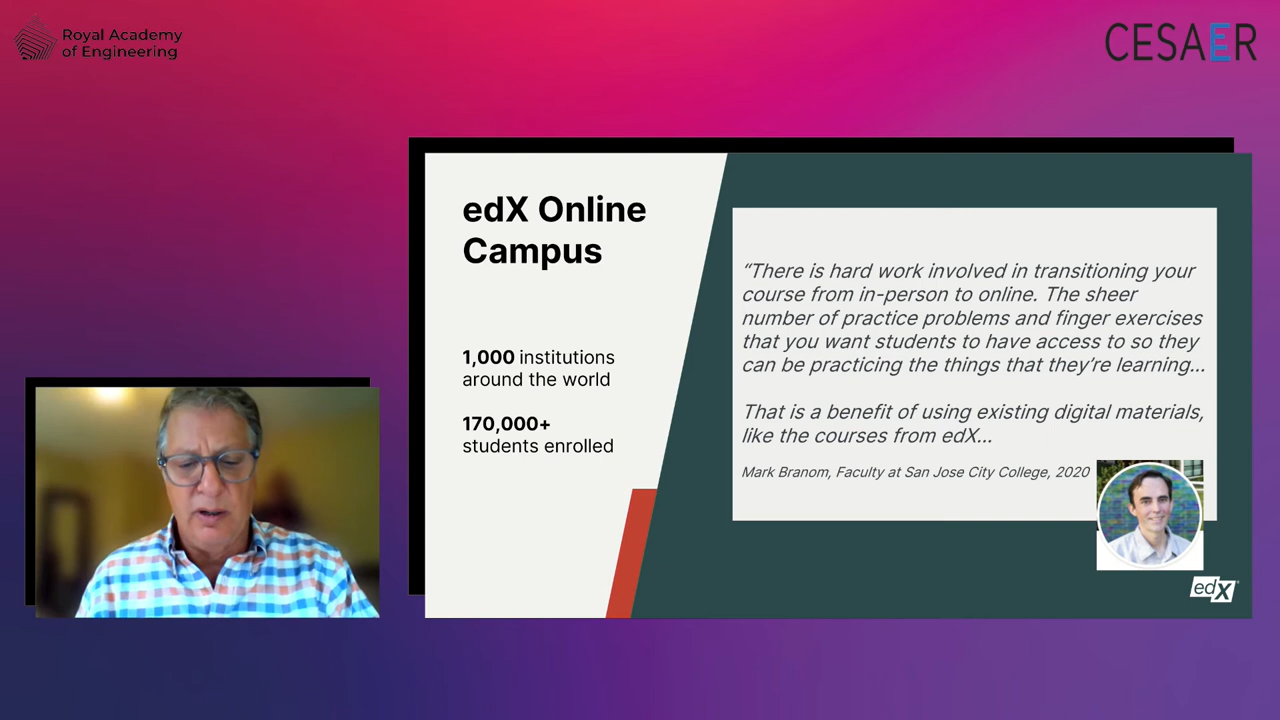 Royal Academy
of Engineering
CESAER
edX Online
Campus
1,000 institutions
around the world
170,000+
students enrolled
“There is hard work involved in transitioning your
course from in-person to online. The sheer
number of practice problems and finger exercises
that you want students to have access to so they
can be practicing the things that they’re learning...
That is a benefit of using existing digital materials,
like the courses from edX...
Mark Branom, Faculty at San Jose City College, 2020
edX